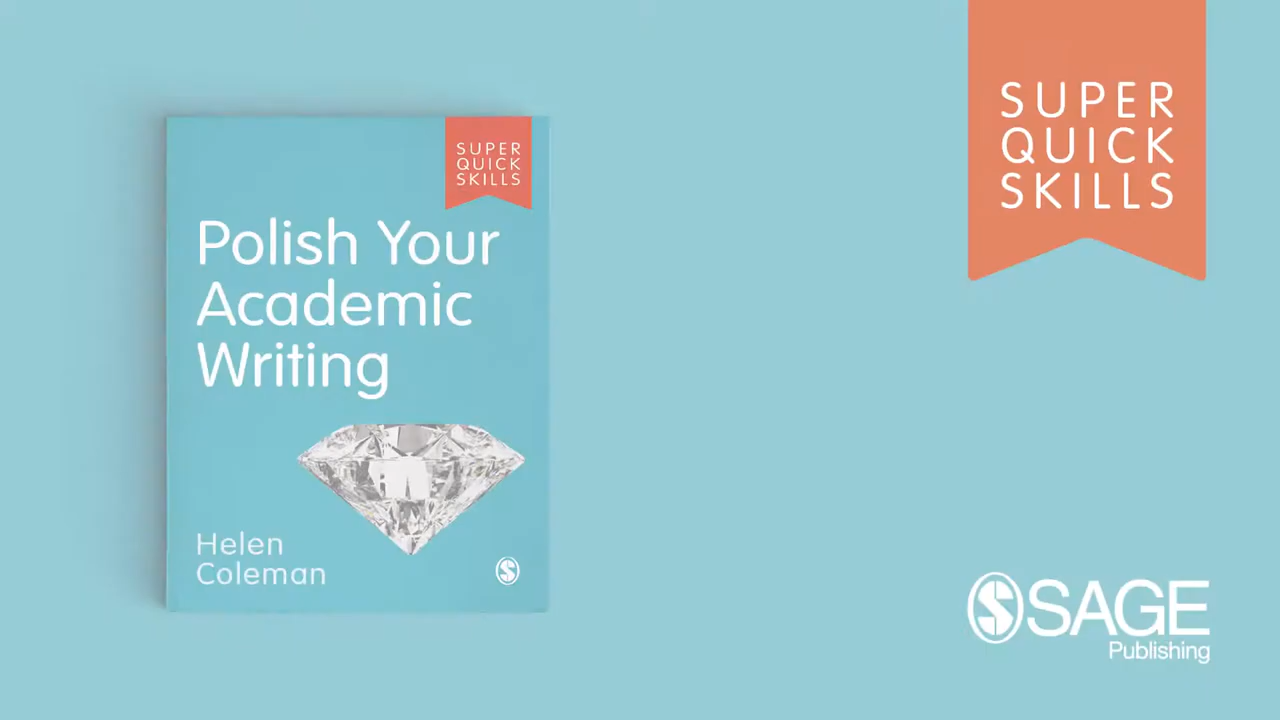 SUPER
QUICK
SKILLS
Polish Your
Academic
Writing
Helen
Coleman
SUPER
QUICK
SKILLS
SAGE
Publishing